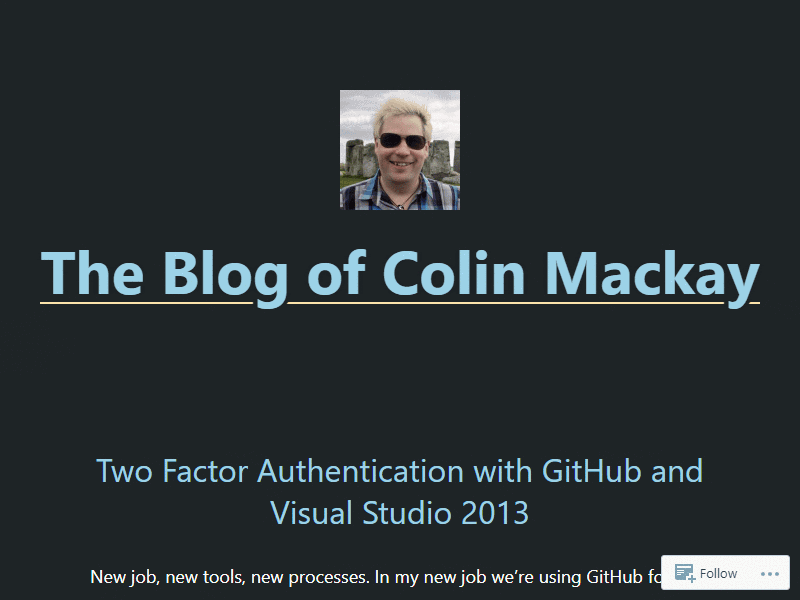 The Blog of Colin Mackay
Two Factor Authentication with GitHub and
Visual Studio 2013
New job, new tools, new processes. In my new job we’re using GitHub
Follow